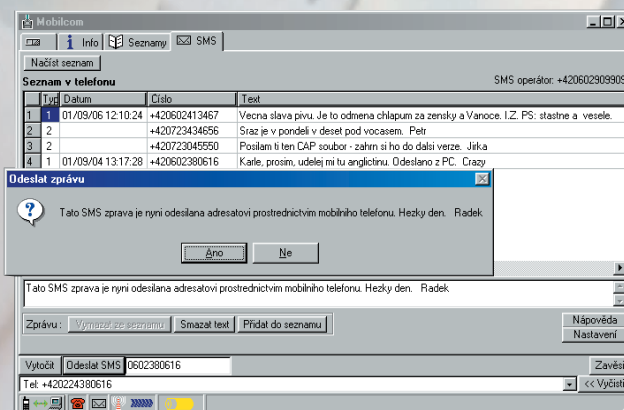 Mobilcom
Info Seznamy SMS
Načíst seznam
Seznam v telefonu SMS operátor: +42060290990
Typ Datum Číslo Text
1 1 01/09/06 12:10:24 +420602413467 Vecna slava pivu. Je to odmena chlapum za zensky a Vanoce. I.Z. PS: stastne a vesele.
2 2 +420723434656 Sraz je v pondeli v deset pod vocasem. Petr
3 2 +420723045550 Posilam ti ten CAP soubor - zahrn si ho do dalsi verze. Jirka
4 1 01/09/04 13:17:28 +420602380616 Karle, prosim, udelej mi tu anglictinu. Odeslano z PC. Crazy
Odeslat zprávu
Tato SMS zprava je nyni odesilana adresatovi prostrednictvim mobilniho telefonu. Hezky den. Radek
Ano Ne
Tato SMS zprava je nyni odesilana adresatovi prostrednictvim mobilniho telefonu. Hezky den. Radek
Zprávu: Vymazat ze seznamu Smazat text Přidat do seznamu Nápověda
Nastavení
Vytočit Odeslat SMS 0602380616 Zavěsi
Tel: +420224380616 << Vyčisti